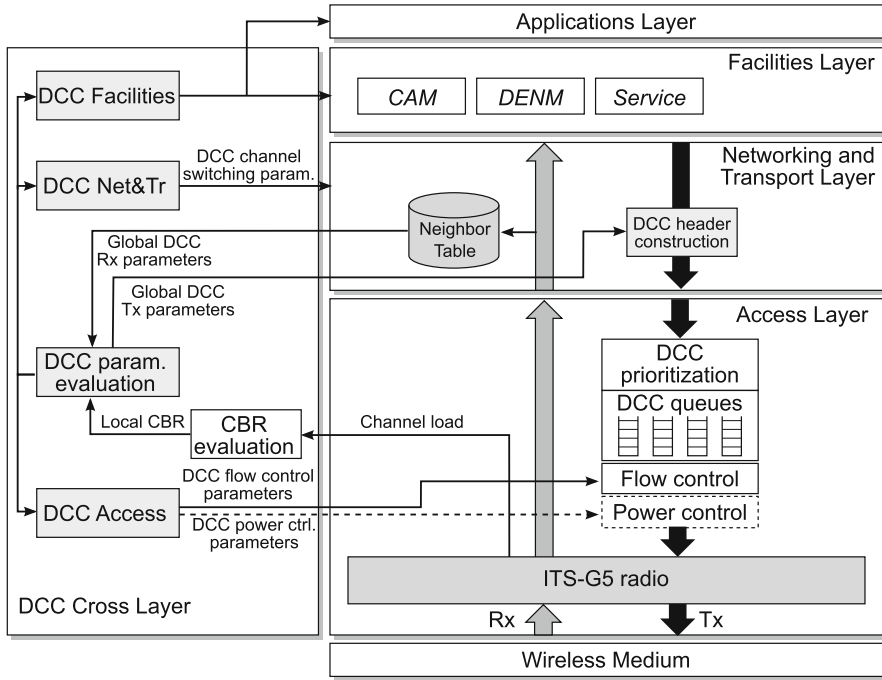 Applications Layer
Facilities Layer
DCC Facilities
CAM
DENM
Service
DCC channel
switching param.
Networking and
Transport Layer
DCC Net&Tr
Neighbor
Table
DCC header
construction
Global DCC
Rx parameters
Global DCC
Tx parameters
Access Layer
DCC param.
evaluation
DCC
prioritization
DCC queues
Local CBR
CBR
evaluation
Channel load
DCC flow control
parameters
Flow control
DCC Access
DCC power ctrl.
parameters
Power control
ITS-G5 radio
DCC Cross Layer
Rx
Tx
Wireless Medium